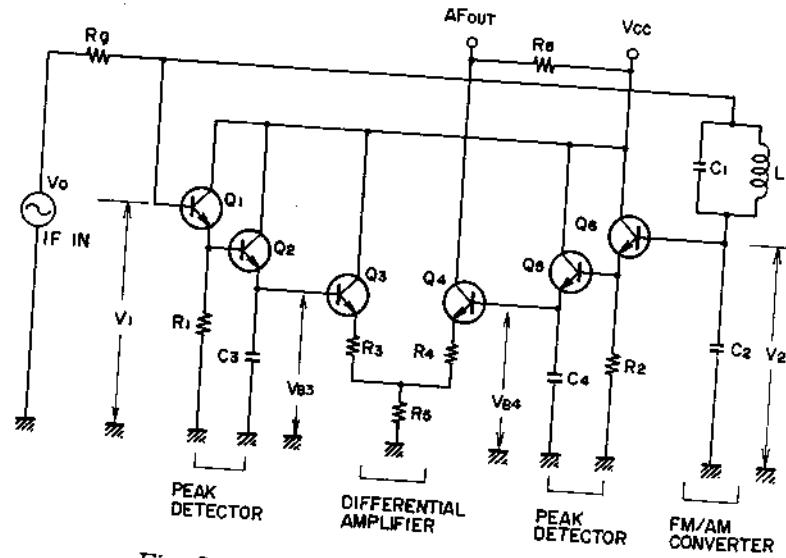 AFOUT
VCC
Rg
R8
C1
L
Vo
IF IN
Q1
Q2
Q3
Q4
Q5
Q6
V1
R1
C3
VB3
R3
R4
R5
VB4
C4
R2
C2
V2
PEAK
DETECTOR
DIFFERENTIAL
AMPLIFIER
PEAK
DETECTOR
FM/AM
CONVERTER